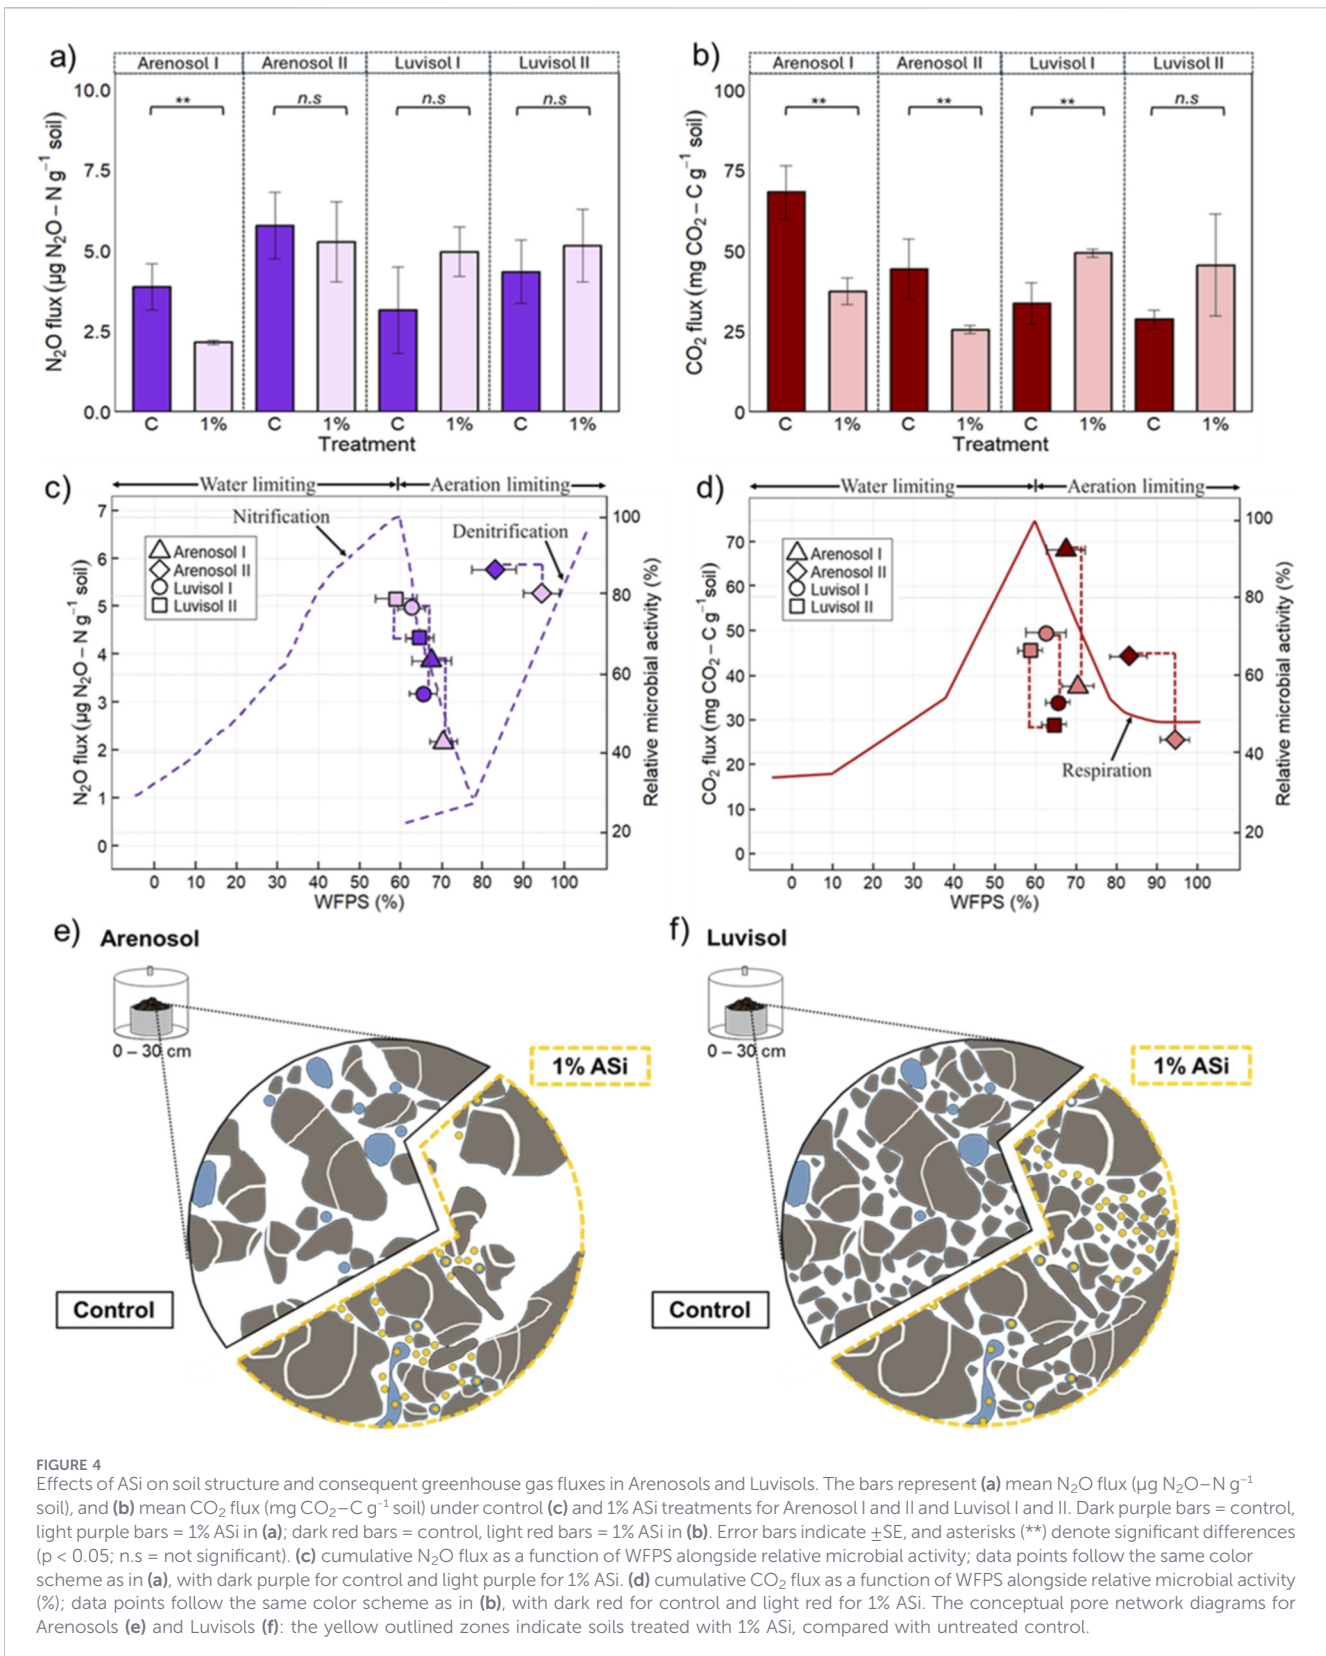 a)
Arenosol I Arenosol II Luvisol I Luvisol II
** n.s n.s n.s
N₂O flux (µg N₂O – N g⁻¹ soil)
10.0
7.5
5.0
2.5
0.0
C 1% C 1% C 1% C 1%
Treatment
b)
Arenosol I Arenosol II Luvisol I Luvisol II
** ** ** n.s
CO₂ flux (mg CO₂ – C g⁻¹ soil)
100
75
50
25
0
C 1% C 1% C 1% C 1%
Treatment
c)
Water limiting Aeration limiting
Nitrification
Denitrification
Arenosol I
Arenosol II
Luvisol I
Luvisol II
N₂O flux (µg N₂O – N g⁻¹ soil)
7
6
5
4
3
2
1
0
Relative microbial activity (%)
100
80
60
40
20
0 10 20 30 40 50 60 70 80 90 100
WFPS (%)
d)
Water limiting Aeration limiting
Arenosol I
Arenosol II
Luvisol I
Luvisol II
Respiration
CO₂ flux (mg CO₂ – C g⁻¹ soil)
70
60
50
40
30
20
10
0
Relative microbial activity (%)
100
80
60
40
20
0 10 20 30 40 50 60 70 80 90 100
WFPS (%)
e) Arenosol
0 – 30 cm
1% ASi
Control
f) Luvisol
0 – 30 cm
1% ASi
Control
FIGURE 4
Effects of ASi on soil structure and consequent greenhouse gas fluxes in Arenosols and Luvisols. The bars represent (a) mean N₂O flux (µg N₂O–N g⁻¹
soil), and (b) mean CO₂ flux (mg CO₂–C g⁻¹ soil) under control (c) and 1% ASi treatments for Arenosol I and II and Luvisol I and II. Dark purple bars = control,
light purple bars = 1% ASi in (a); dark red bars = control, light red bars = 1% ASi in (b). Error bars indicate ±SE, and asterisks (**) denote significant differences
(p < 0.05; n.s = not significant). (c) cumulative N₂O flux as a function of WFPS alongside relative microbial activity; data points follow the same color
scheme as in (a), with dark purple for control and light purple for 1% ASi. (d) cumulative CO₂ flux as a function of WFPS alongside relative microbial activity
(%); data points follow the same color scheme as in (b), with dark red for control and light red for 1% ASi. The conceptual pore network diagrams for
Arenosols (e) and Luvisols (f): the yellow outlined zones indicate soils treated with 1% ASi, compared with untreated control.